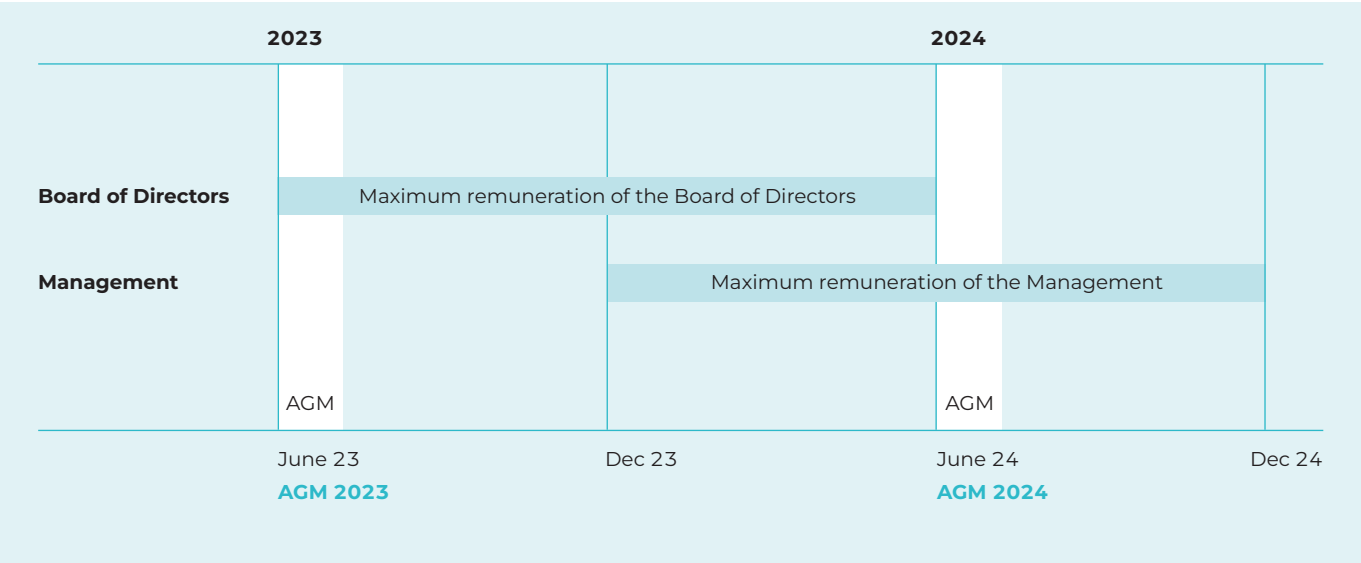 2023
2024
Board of Directors
Maximum remuneration of the Board of Directors
Management
Maximum remuneration of the Management
AGM
AGM
June 23
Dec 23
June 24
Dec 24
AGM 2023
AGM 2024